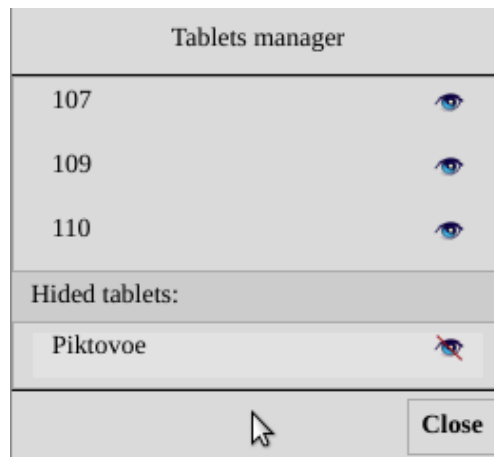 Tablets manager
107
109
110
Hided tablets:
Piktovoe
Close